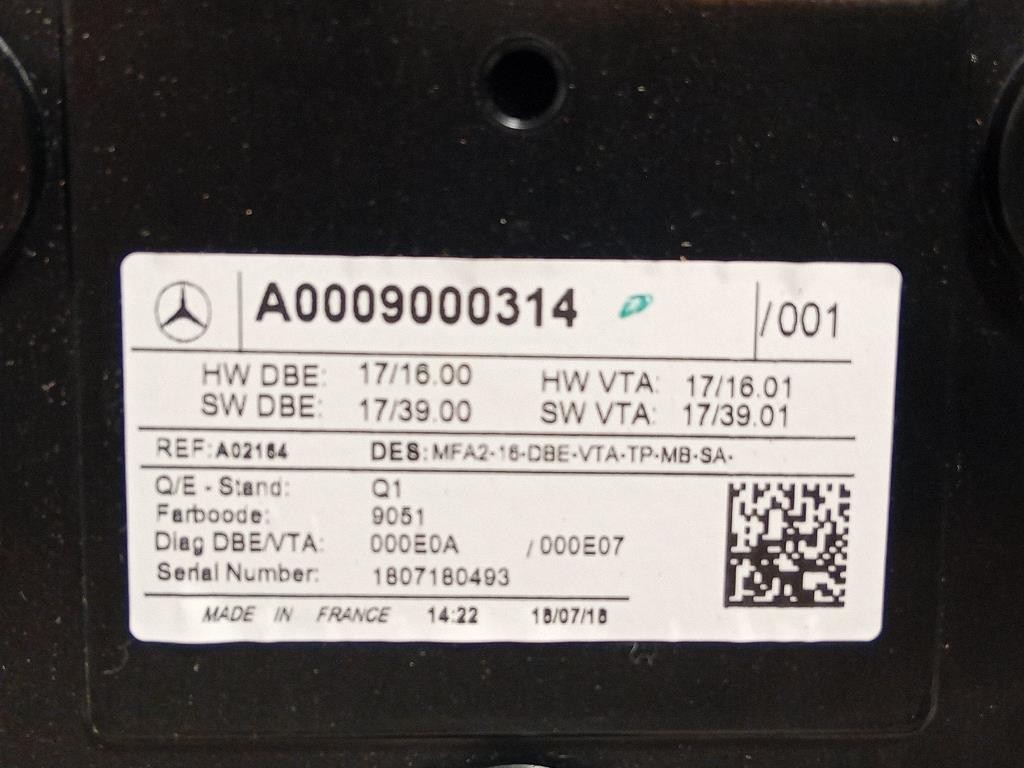 A0009000314 /001
HW DBE: 17/16.00 HW VTA: 17/16.01
SW DBE: 17/39.00 SW VTA: 17/39.01
REF:A02164 DES:MFA2-16-DBE-VTA-TP-MB-SA-
Q/E - Stand: Q1
Farbcode: 9051
Diag DBE/VTA: 000E0A /000E07
Serial Number: 1807180493
MADE IN FRANCE 14:22 18/07/18